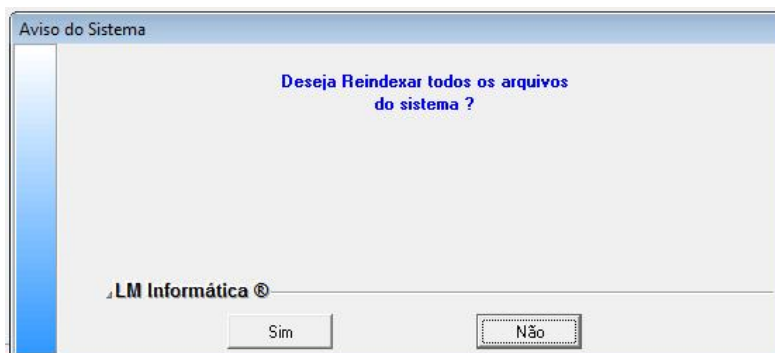 Aviso do Sistema
Deseja Reindexar todos os arquivos
do sistema ?
LM Informática ®
Sim
Não